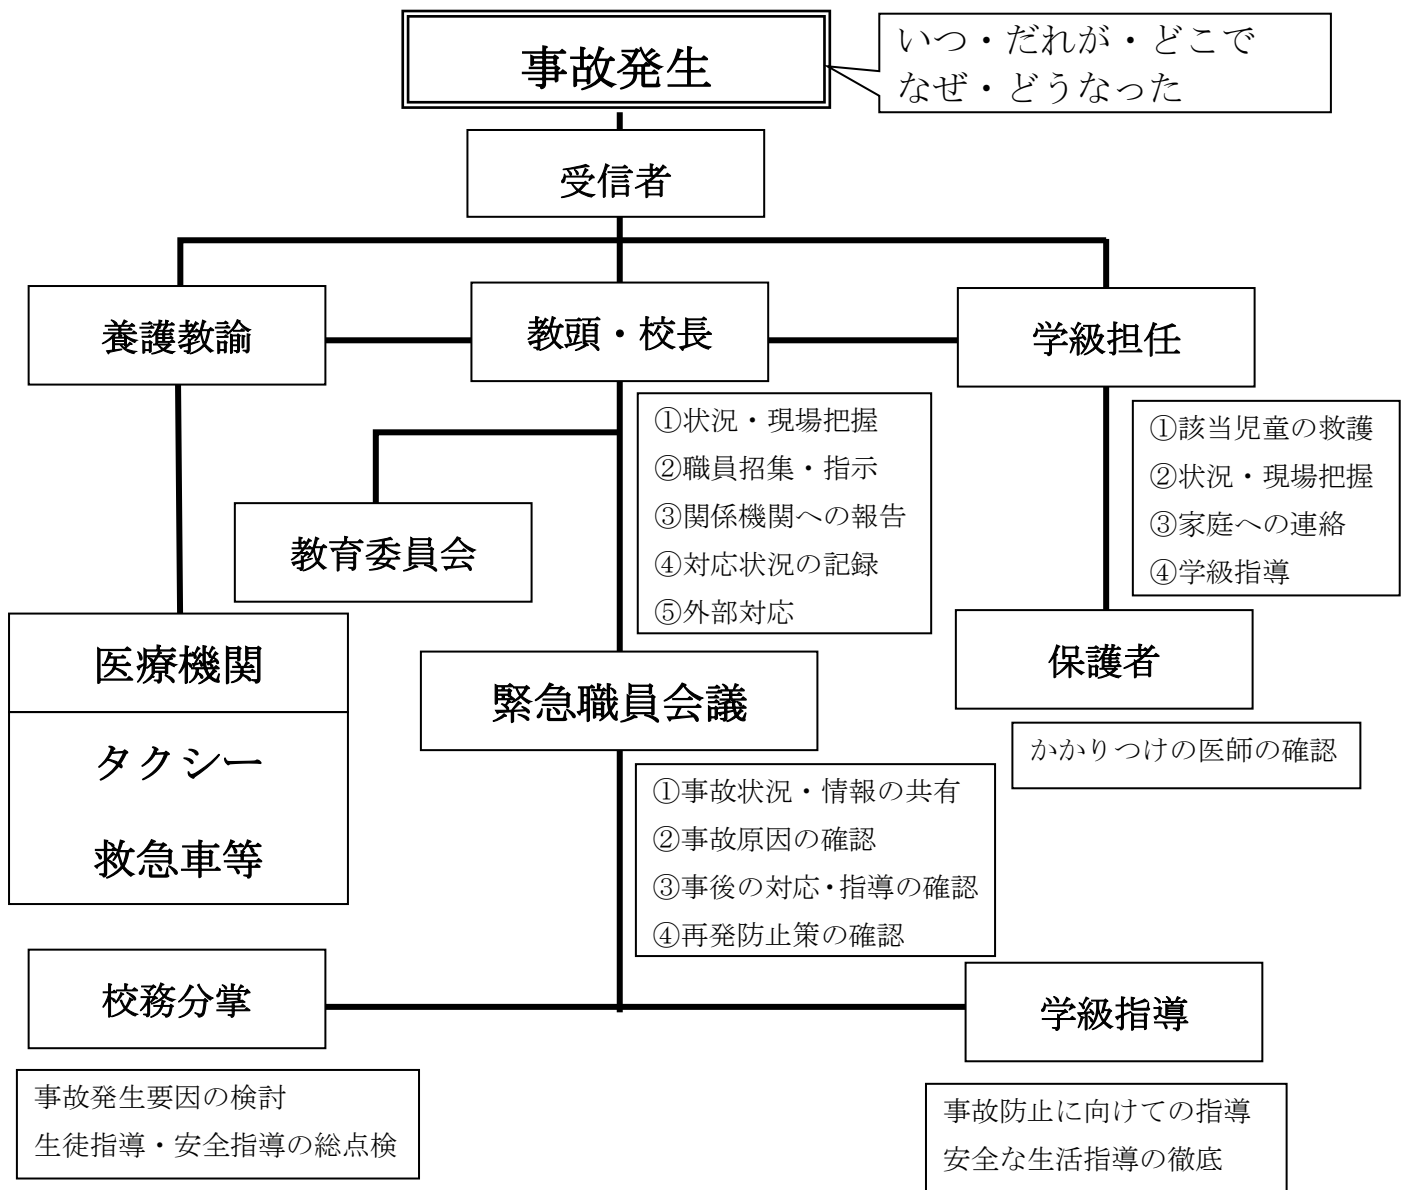 事故発生
いつ・だれが・どこで
なぜ・どうなった
受信者
養護教諭
教頭・校長
学級担任
①状況・現場把握
②職員招集・指示
③関係機関への報告
④対応状況の記録
⑤外部対応
①該当児童の救護
②状況・現場把握
③家庭への連絡
④学級指導
教育委員会
医療機関
タクシー
救急車等
緊急職員会議
保護者
かかりつけの医師の確認
①事故状況・情報の共有
②事故原因の確認
③事後の対応・指導の確認
④再発防止策の確認
校務分掌
学級指導
事故発生要因の検討
生徒指導・安全指導の総点検
事故防止に向けての指導
安全な生活指導の徹底